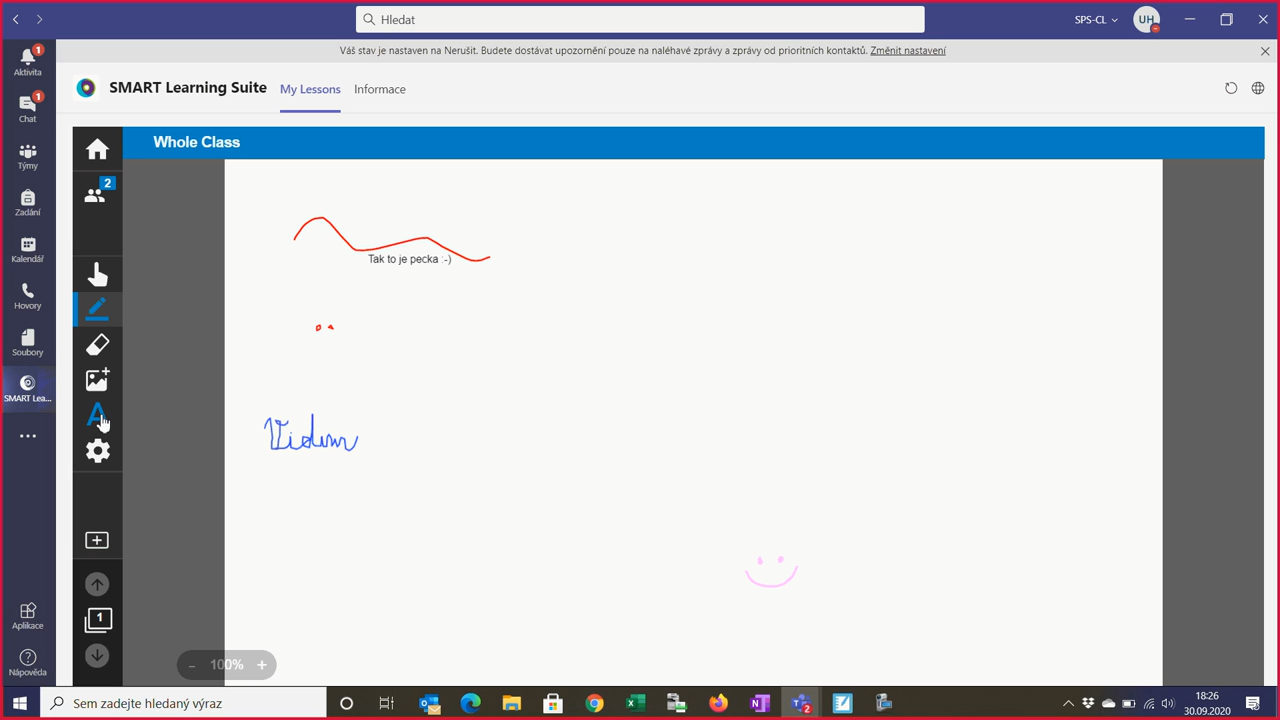 Hledat
SPS-CL
UH
Váš stav je nastaven na Nerušit. Budete dostávat upozornění pouze na naléhavé zprávy a zprávy od prioritních kontaktů. Změnit nastavení
1
Aktivita
1
Chat
Týmy
Zadání
Kalendář
Hovory
Soubory
SMART Lea...
Aplikace
Nápověda
SMART Learning Suite
My Lessons
Informace
Whole Class
2
A
1
Tak to je pecka :-)
Vidím
- 100% +
Sem zadejte hledaný výraz
2
18:26
30.09.2020